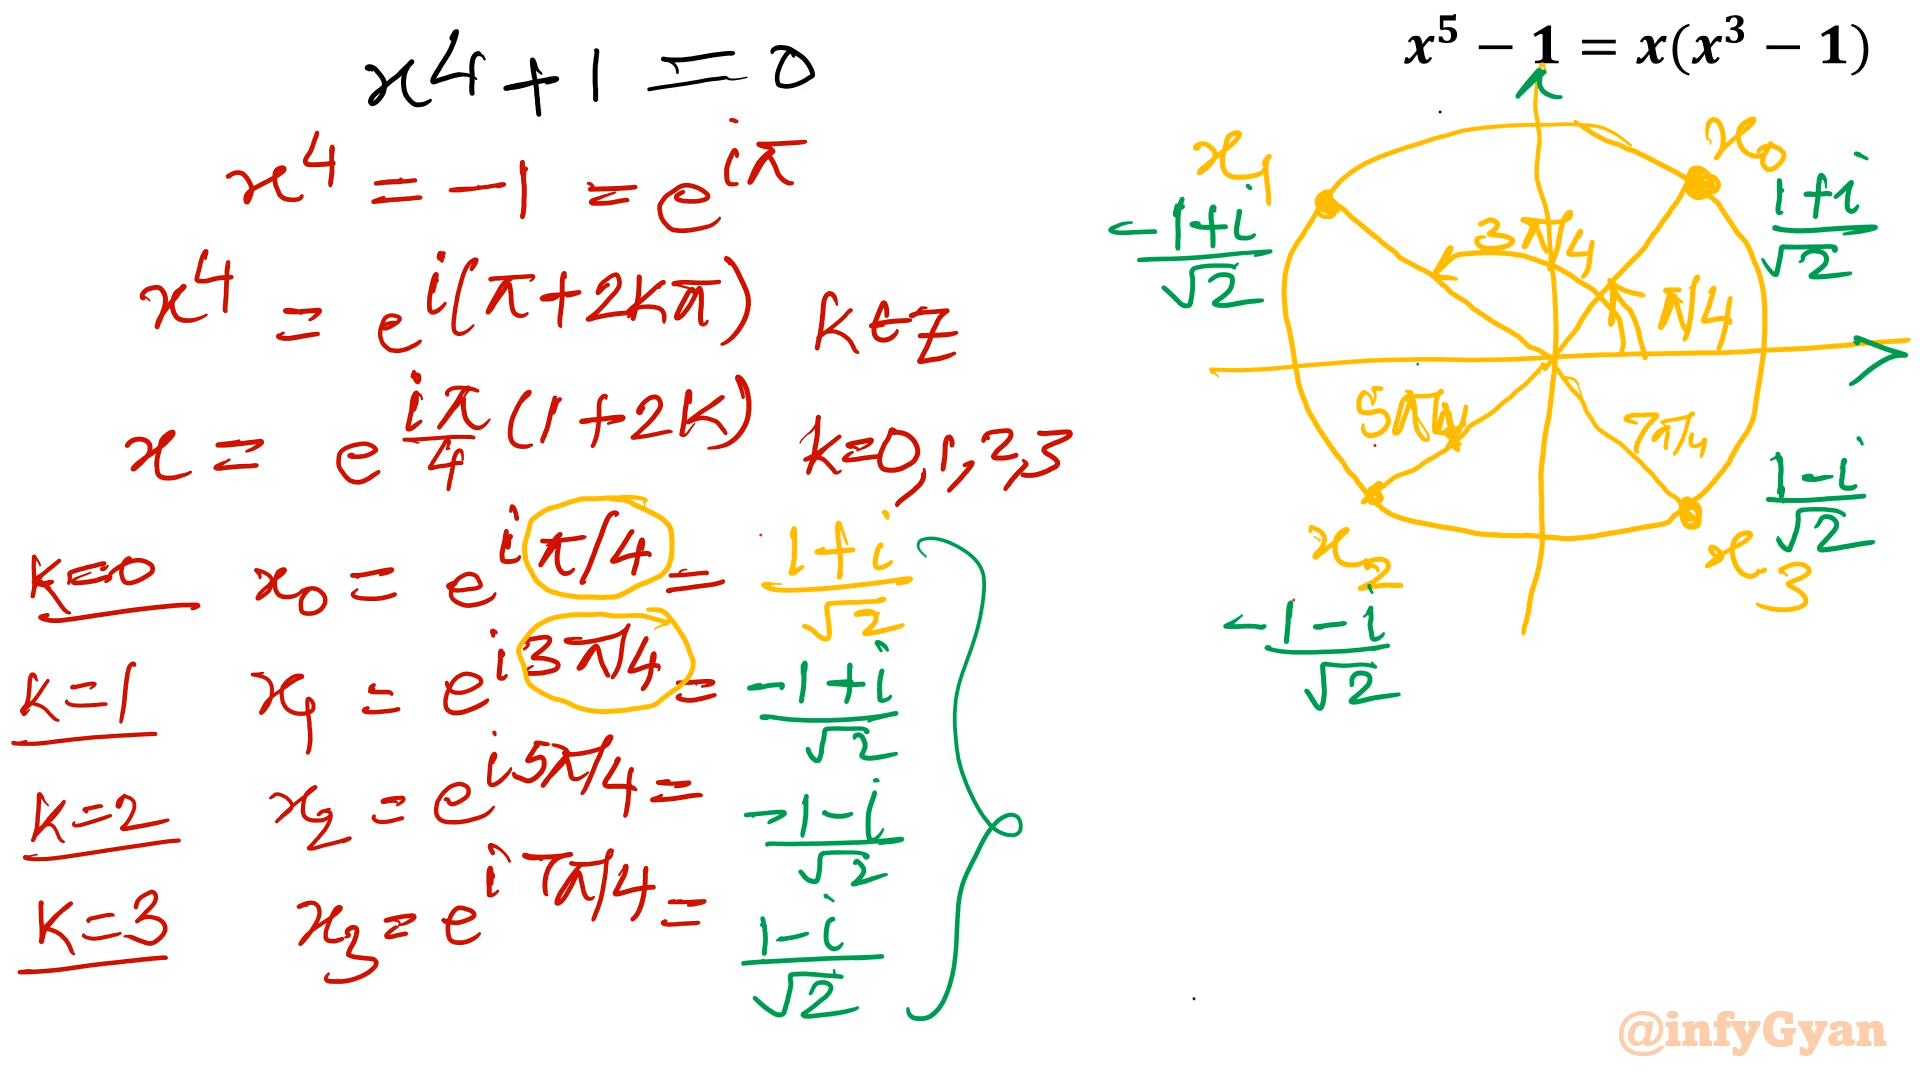 x⁵ − 1 = x(x³ − 1)
x⁴ + 1 = 0
x⁴ = −1 = e^{iπ}
x⁴ = e^{i(π+2kπ)} k ∈ Z
x = e^{iπ/4 (1+2k)} k=0,1,2,3
k=0 x₀ = e^{iπ/4} = (1+i)/√2
k=1 x₁ = e^{i3π/4} = (−1+i)/√2
k=2 x₂ = e^{i5π/4} = (−1−i)/√2
k=3 x₃ = e^{i7π/4} = (1−i)/√2
x₁
(−1+i)/√2
x₀
(1+i)/√2
3π/4
π/4
5π/4
7π/4
x₂
(−1−i)/√2
x₃
(1−i)/√2
@infyGyan